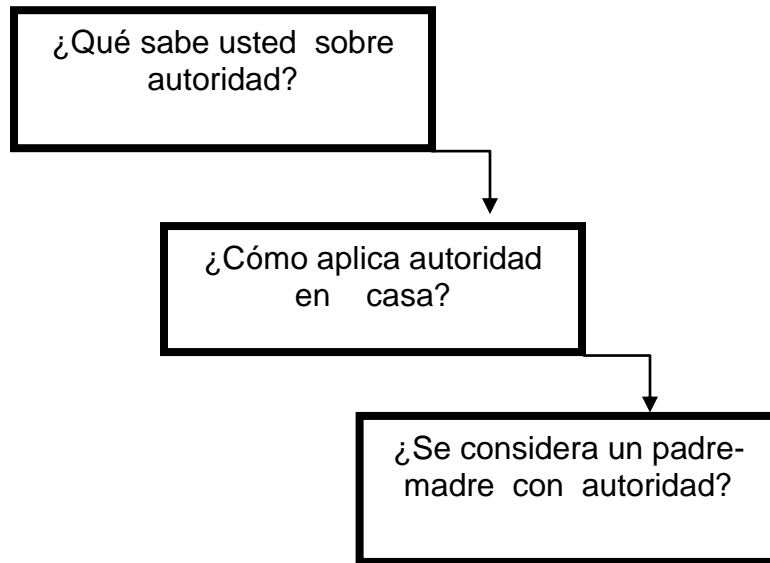 ¿Qué sabe usted sobre
autoridad?
¿Cómo aplica autoridad
en casa?
¿Se considera un padre-
madre con autoridad?